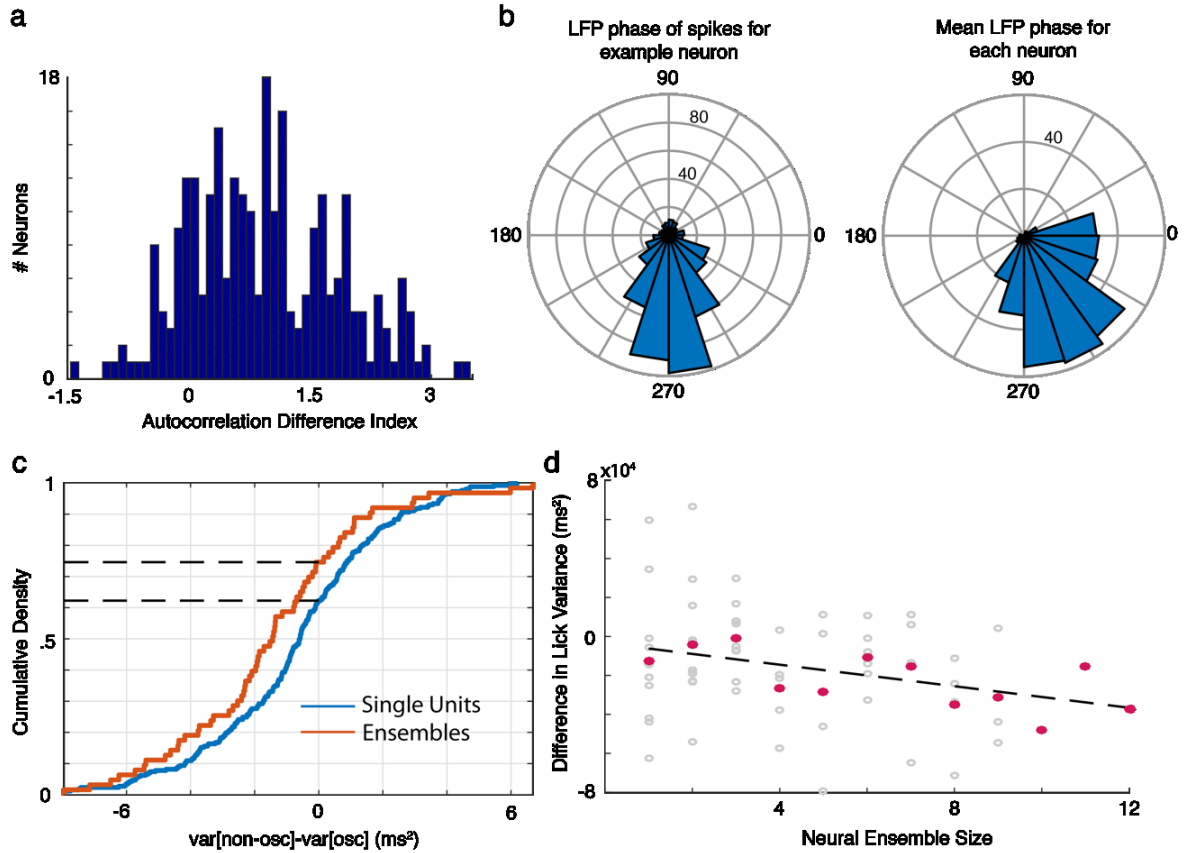 a
18
# Neurons
0
-1.5
0
1.5
3
Autocorrelation Difference Index
b
LFP phase of spikes for
example neuron
90
80
40
180
0
270
Mean LFP phase for
each neuron
90
40
180
0
270
c
1
.5
0
Cumulative Density
Single Units
Ensembles
-6
0
6
var[non-osc]-var[osc] (ms²)
d
8
x10⁴
0
-8
Difference in Lick Variance (ms²)
4
8
12
Neural Ensemble Size